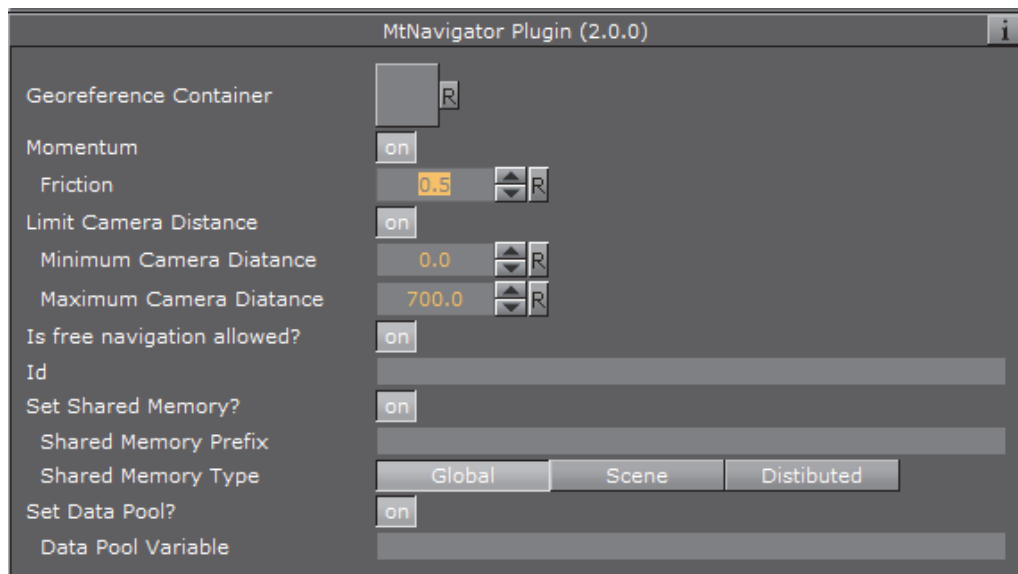 MtNavigator Plugin (2.0.0) i
Georeference Container R
Momentum on
Friction 0.5 R
Limit Camera Distance on
Minimum Camera Diatance 0.0 R
Maximum Camera Diatance 700.0 R
Is free navigation allowed? on
Id
Set Shared Memory? on
Shared Memory Prefix
Shared Memory Type Global Scene Distibuted
Set Data Pool? on
Data Pool Variable